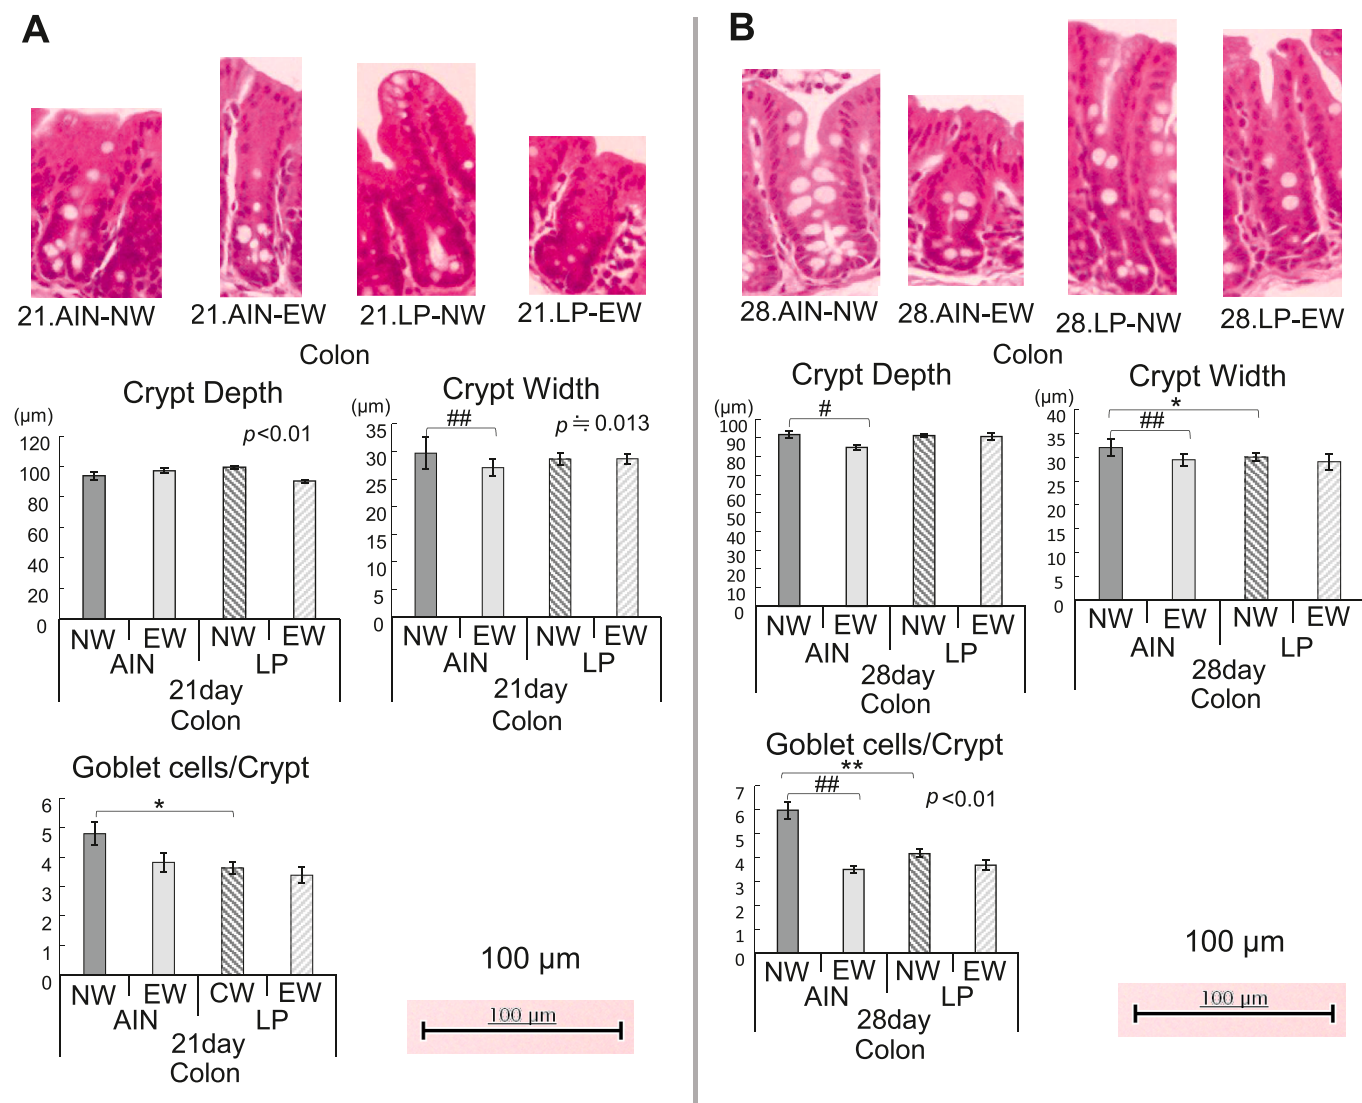 A
21.AIN-NW
21.AIN-EW
21.LP-NW
21.LP-EW
Colon
Crypt Depth
(µm)
p<0.01
120
100
80
60
40
20
0
NW
EW
NW
EW
AIN
LP
21day
Colon
Crypt Width
(µm)
##
p≒0.013
35
30
25
20
15
10
5
0
NW
EW
NW
EW
AIN
LP
21day
Colon
Goblet cells/Crypt
*
6
5
4
3
2
1
0
NW
EW
CW
EW
AIN
LP
21day
Colon
100 µm
100 µm
B
28.AIN-NW
28.AIN-EW
28.LP-NW
28.LP-EW
Colon
Crypt Depth
(µm)
#
100
90
80
70
60
50
40
30
20
10
0
NW
EW
NW
EW
AIN
LP
28day
Colon
Crypt Width
(µm)
*
##
40
35
30
25
20
15
10
5
0
NW
EW
NW
EW
AIN
LP
28day
Colon
Goblet cells/Crypt
**
##
p<0.01
7
6
5
4
3
2
1
0
NW
EW
NW
EW
AIN
LP
28day
Colon
100 µm
100 µm